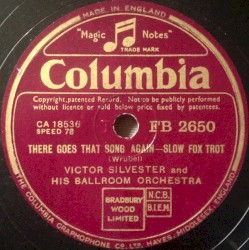 MADE IN ENGLAND
"Magic Notes"
TRADE MARK
Columbia
Copyright, patented Record. Not to be publicly performed
without licence or sold below price fixed by patentees.
CA 18536
SPEED 78
FB 2650
THERE GOES THAT SONG AGAIN—SLOW FOX TROT
(Wrubel)
VICTOR SILVESTER and
HIS BALLROOM ORCHESTRA
BRADBURY
WOOD
LIMITED
N.C.B.
B.I.E.M.
THE COLUMBIA GRAPHOPHONE CO., LTD., HAYES, MIDDLESEX, ENGLAND